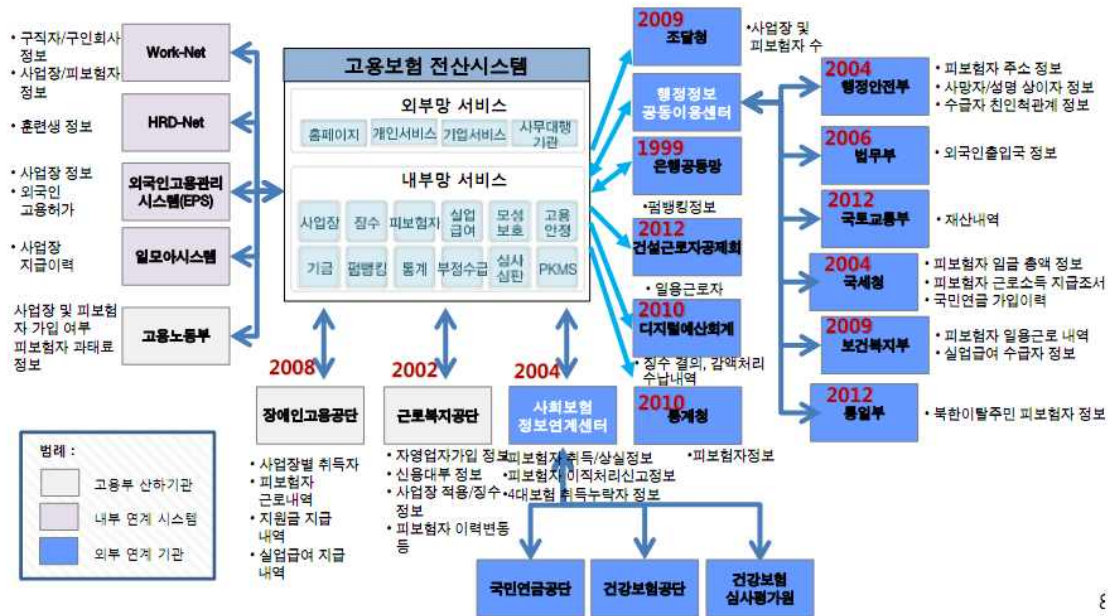 • 구직자/구인회사
정보
• 사업장/피보험자
정보
Work-Net
• 훈련생 정보
HRD-Net
• 사업장 정보
• 외국인
고용허가
외국인고용관리
시스템(EPS)
• 사업장
지급이력
일모아시스템
사업장 및 피보험
자 가입 여부
피보험자 과태료
정보
고용노동부
고용보험 전산시스템
외부망 서비스
홈페이지
개인서비스
기업서비스
사무대행
기관
내부망 서비스
사업장
징수
피보험자
실업
급여
모성
보호
고용
안정
기금
펌뱅킹
통계
부정수급
심사
심판
PKMS
2009
조달청
•사업장 및
피보험자 수
행정정보
공동이용센터
1999
은행공동망
•펌뱅킹정보
2012
건설근로자공제회
• 일용근로자
2010
디지털예산회계
• 징수 결의, 감액처리
수납내역
2010
통계청
•피보험자정보
2004
행정안전부
• 피보험자 주소 정보
• 사망자/성명 상이자 정보
• 수급자 친인척관계 정보
2006
법무부
• 외국인출입국 정보
2012
국토교통부
• 재산내역
2004
국세청
• 피보험자 임금 총액 정보
• 피보험자 근로소득 지급조서
• 국민연금 가입이력
2009
보건복지부
• 피보험자 일용근로 내역
• 실업급여 수급자 정보
2012
통일부
• 북한이탈주민 피보험자 정보
2008
장애인고용공단
• 사업장별 취득자
• 피보험자
근로내역
• 지원금 지급
내역
• 실업급여 지급
내역
2002
근로복지공단
• 자영업자가입 정보
• 신용대부 정보
• 사업장 적용/징수
정보
• 피보험자 이력변동
등
2004
사회보험
정보연계센터
•피보험자 취득/상실정보
•피보험자 이직처리신고정보
•4대보험 취득누락자 정보
국민연금공단
건강보험공단
건강보험
심사평가원
범례 :
고용부 산하기관
내부 연계 시스템
외부 연계 기관